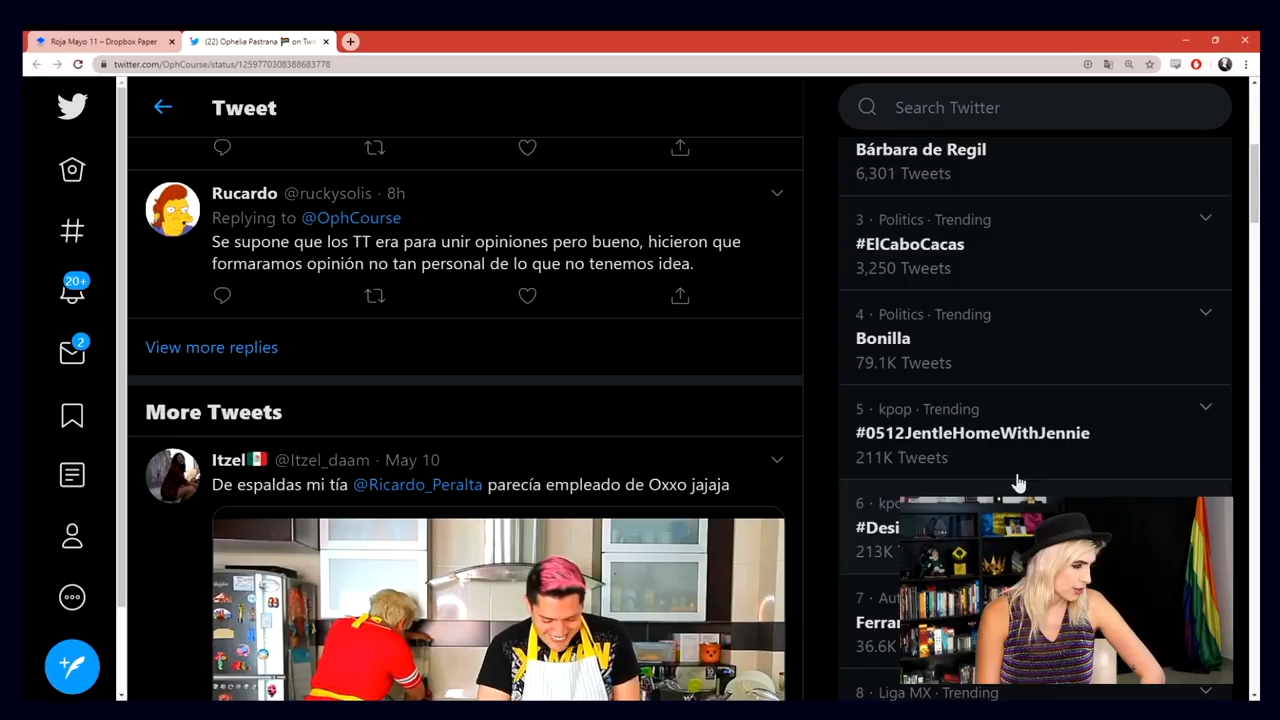 Roja Mayo 11 – Dropbox Paper
(22) Ophelia Pastrana 🏴 on Twi
twitter.com/OphCourse/status/1259770308388683778
Tweet
Search Twitter
Rucardo @ruckysolis · 8h
Replying to @OphCourse
Se supone que los TT era para unir opiniones pero bueno, hicieron que
formaramos opinión no tan personal de lo que no tenemos idea.
View more replies
More Tweets
Itzel🇲🇽 @Itzel_daam · May 10
De espaldas mi tía @Ricardo_Peralta parecía empleado de Oxxo jajaja
20+
2
Bárbara de Regil
6,301 Tweets
3 · Politics · Trending
#ElCaboCacas
3,250 Tweets
4 · Politics · Trending
Bonilla
79.1K Tweets
5 · kpop · Trending
#0512JentleHomeWithJennie
211K Tweets
6 · kpo
#Desi
213K
7 · Au
Ferra
36.6K
8 · Liga MX · Trending